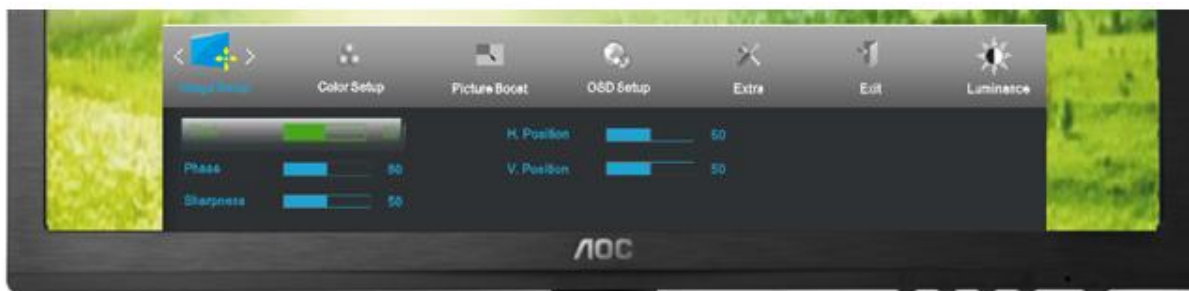 Color Setup Picture Boost OSD Setup Extra Exit Luminance
H. Position 50
Phase 50 V. Position 50
Sharpness 50
AOC